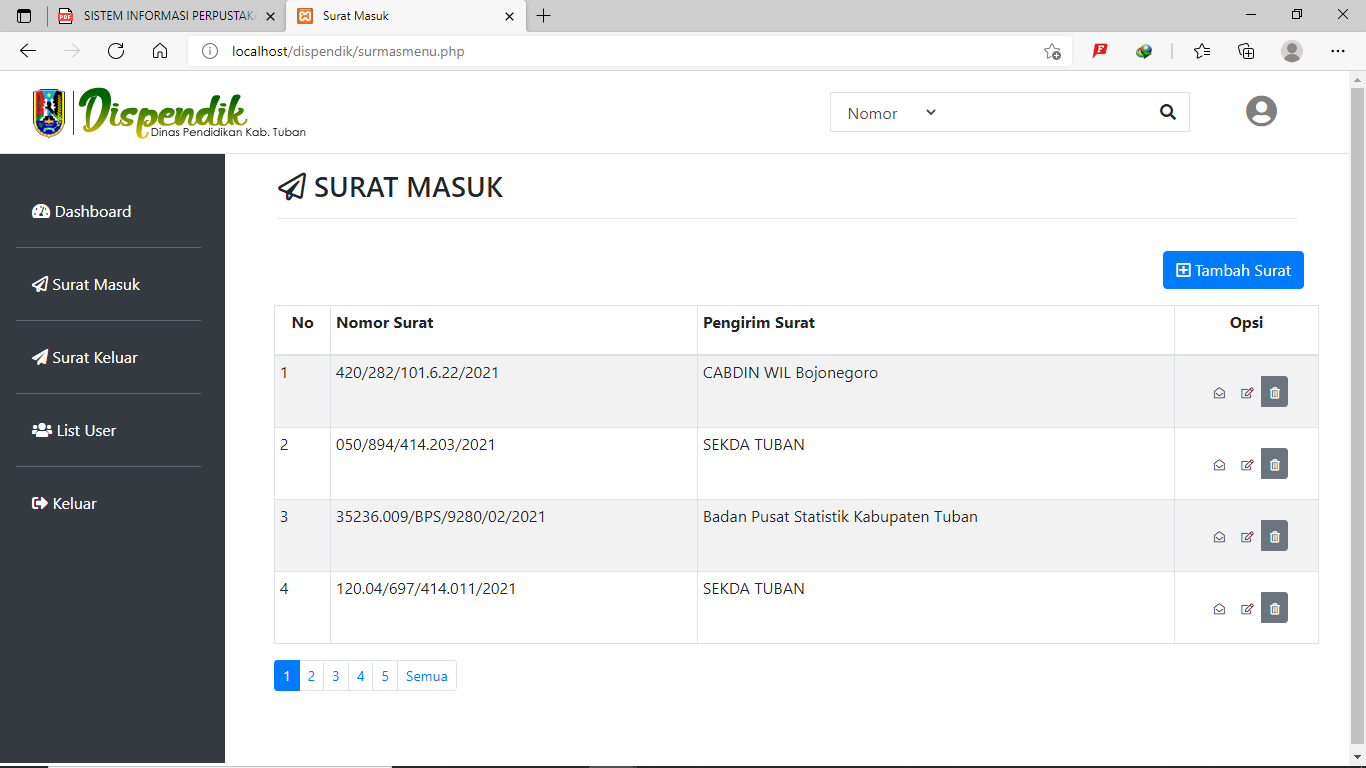 SISTEM INFORMASI PERPUSTAKA
Surat Masuk
localhost/dispendik/surmasmenu.php
Dispendik
Dinas Pendidikan Kab. Tuban
Nomor
Dashboard
Surat Masuk
Surat Keluar
List User
Keluar
SURAT MASUK
Tambah Surat
No Nomor Surat Pengirim Surat Opsi
1 420/282/101.6.22/2021 CABDIN WIL Bojonegoro
2 050/894/414.203/2021 SEKDA TUBAN
3 35236.009/BPS/9280/02/2021 Badan Pusat Statistik Kabupaten Tuban
4 120.04/697/414.011/2021 SEKDA TUBAN
1 2 3 4 5 Semua